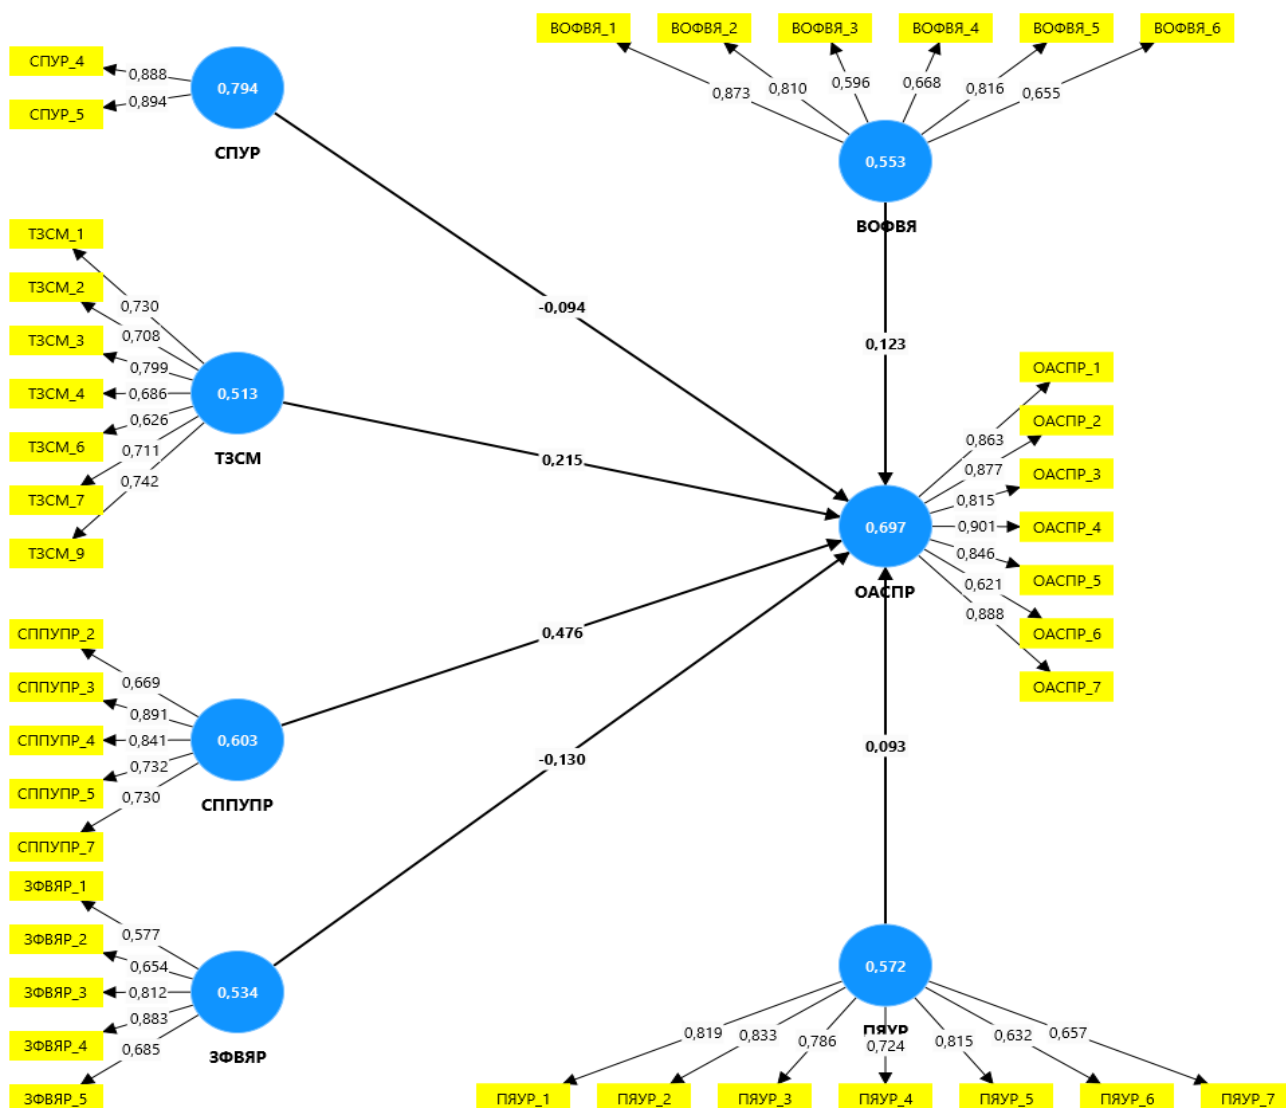 СПУР_4
СПУР_5
0,888
0,894
0,794
СПУР
ВОФВЯ_1
ВОФВЯ_2
ВОФВЯ_3
ВОФВЯ_4
ВОФВЯ_5
ВОФВЯ_6
0,873
0,810
0,596
0,668
0,816
0,655
0,553
ВОФВЯ
ТЗСМ_1
ТЗСМ_2
ТЗСМ_3
ТЗСМ_4
ТЗСМ_6
ТЗСМ_7
ТЗСМ_9
0,730
0,708
0,799
0,686
0,626
0,711
0,742
0,513
ТЗСМ
-0,094
0,123
0,215
0,476
-0,130
0,093
0,697
ОАСПР
0,863
0,877
0,815
0,901
0,846
0,621
0,888
ОАСПР_1
ОАСПР_2
ОАСПР_3
ОАСПР_4
ОАСПР_5
ОАСПР_6
ОАСПР_7
СППУПР_2
СППУПР_3
СППУПР_4
СППУПР_5
СППУПР_7
0,669
0,891
0,841
0,732
0,730
0,603
СППУПР
ЗФВЯР_1
ЗФВЯР_2
ЗФВЯР_3
ЗФВЯР_4
ЗФВЯР_5
0,577
0,654
0,812
0,883
0,685
0,534
ЗФВЯР
0,572
ПЯУР
0,819
0,833
0,786
0,724
0,815
0,632
0,657
ПЯУР_1
ПЯУР_2
ПЯУР_3
ПЯУР_4
ПЯУР_5
ПЯУР_6
ПЯУР_7